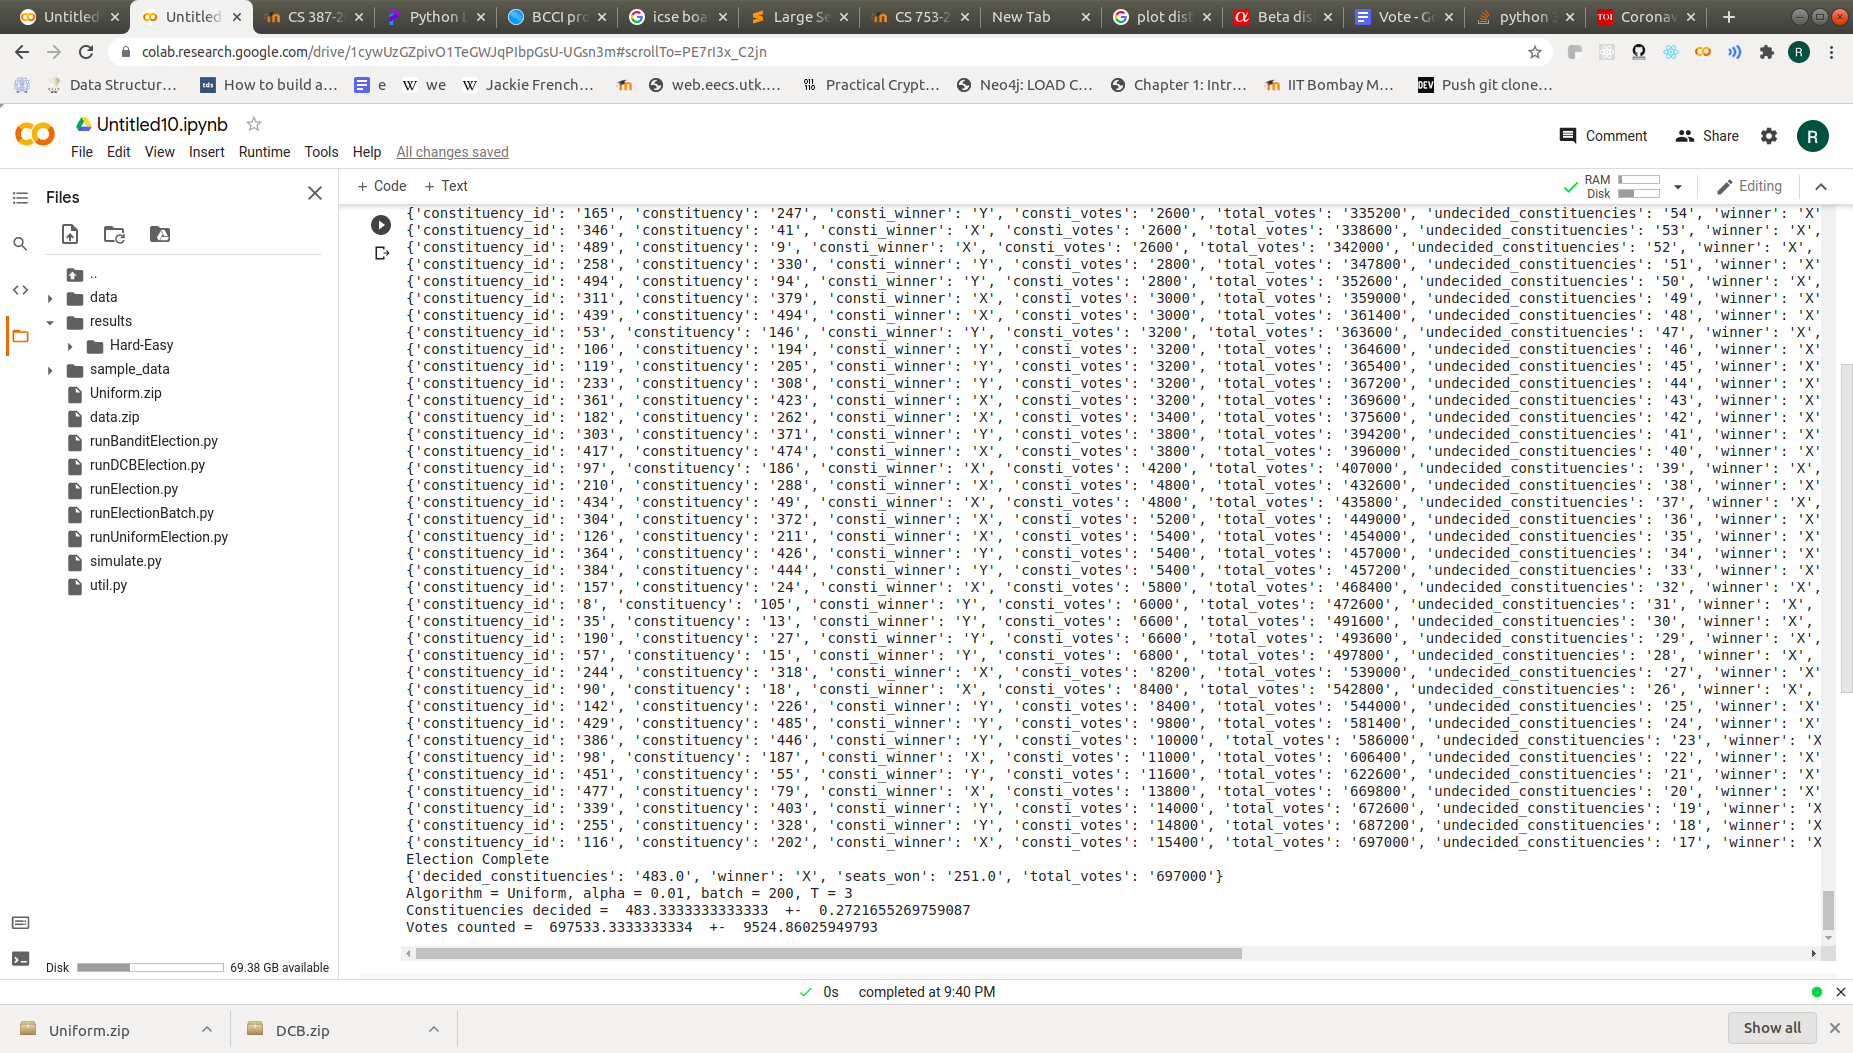 Untitled
Untitled
CS 387-2
Python L
BCCI pro
icse boa
Large Se
CS 753-2
New Tab
plot dist
Beta dis
Vote - G
python 3
Coronav
colab.research.google.com/drive/1cywUzGZpivO1TeGWJqPIbpGsU-UGsn3m#scrollTo=PE7rI3x_C2jn
R
Data Structur...
How to build a...
e
we
Jackie French...
web.eecs.utk....
Practical Crypt...
Neo4j: LOAD C...
Chapter 1: Intr...
IIT Bombay M...
Push git clone...
Untitled10.ipynb
Comment
Share
R
File Edit View Insert Runtime Tools Help All changes saved
Files
+ Code + Text
RAM
Disk
Editing
..
data
results
Hard-Easy
sample_data
Uniform.zip
data.zip
runBanditElection.py
runDCBElection.py
runElection.py
runElectionBatch.py
runUniformElection.py
simulate.py
util.py
Disk 69.38 GB available
{'constituency_id': '165', 'constituency': '247', 'consti_winner': 'Y', 'consti_votes': '2600', 'total_votes': '335200', 'undecided_constituencies': '54', 'winner': 'X'
{'constituency_id': '346', 'constituency': '41', 'consti_winner': 'X', 'consti_votes': '2600', 'total_votes': '338600', 'undecided_constituencies': '53', 'winner': 'X',
{'constituency_id': '489', 'constituency': '9', 'consti_winner': 'X', 'consti_votes': '2600', 'total_votes': '342000', 'undecided_constituencies': '52', 'winner': 'X',
{'constituency_id': '258', 'constituency': '330', 'consti_winner': 'Y', 'consti_votes': '2800', 'total_votes': '347800', 'undecided_constituencies': '51', 'winner': 'X'
{'constituency_id': '494', 'constituency': '94', 'consti_winner': 'Y', 'consti_votes': '2800', 'total_votes': '352600', 'undecided_constituencies': '50', 'winner': 'X',
{'constituency_id': '311', 'constituency': '379', 'consti_winner': 'X', 'consti_votes': '3000', 'total_votes': '359000', 'undecided_constituencies': '49', 'winner': 'X'
{'constituency_id': '439', 'constituency': '494', 'consti_winner': 'X', 'consti_votes': '3000', 'total_votes': '361400', 'undecided_constituencies': '48', 'winner': 'X'
{'constituency_id': '53', 'constituency': '146', 'consti_winner': 'Y', 'consti_votes': '3200', 'total_votes': '363600', 'undecided_constituencies': '47', 'winner': 'X',
{'constituency_id': '106', 'constituency': '194', 'consti_winner': 'Y', 'consti_votes': '3200', 'total_votes': '364600', 'undecided_constituencies': '46', 'winner': 'X'
{'constituency_id': '119', 'constituency': '205', 'consti_winner': 'Y', 'consti_votes': '3200', 'total_votes': '365400', 'undecided_constituencies': '45', 'winner': 'X'
{'constituency_id': '233', 'constituency': '308', 'consti_winner': 'Y', 'consti_votes': '3200', 'total_votes': '367200', 'undecided_constituencies': '44', 'winner': 'X'
{'constituency_id': '361', 'constituency': '423', 'consti_winner': 'X', 'consti_votes': '3200', 'total_votes': '369600', 'undecided_constituencies': '43', 'winner': 'X'
{'constituency_id': '182', 'constituency': '262', 'consti_winner': 'X', 'consti_votes': '3400', 'total_votes': '375600', 'undecided_constituencies': '42', 'winner': 'X'
{'constituency_id': '303', 'constituency': '371', 'consti_winner': 'Y', 'consti_votes': '3800', 'total_votes': '394200', 'undecided_constituencies': '41', 'winner': 'X'
{'constituency_id': '417', 'constituency': '474', 'consti_winner': 'X', 'consti_votes': '3800', 'total_votes': '396000', 'undecided_constituencies': '40', 'winner': 'X'
{'constituency_id': '97', 'constituency': '186', 'consti_winner': 'X', 'consti_votes': '4200', 'total_votes': '407000', 'undecided_constituencies': '39', 'winner': 'X',
{'constituency_id': '210', 'constituency': '288', 'consti_winner': 'X', 'consti_votes': '4800', 'total_votes': '432600', 'undecided_constituencies': '38', 'winner': 'X'
{'constituency_id': '434', 'constituency': '49', 'consti_winner': 'X', 'consti_votes': '4800', 'total_votes': '435800', 'undecided_constituencies': '37', 'winner': 'X',
{'constituency_id': '304', 'constituency': '372', 'consti_winner': 'X', 'consti_votes': '5200', 'total_votes': '449000', 'undecided_constituencies': '36', 'winner': 'X'
{'constituency_id': '126', 'constituency': '211', 'consti_winner': 'X', 'consti_votes': '5400', 'total_votes': '454000', 'undecided_constituencies': '35', 'winner': 'X'
{'constituency_id': '364', 'constituency': '426', 'consti_winner': 'Y', 'consti_votes': '5400', 'total_votes': '457000', 'undecided_constituencies': '34', 'winner': 'X'
{'constituency_id': '384', 'constituency': '444', 'consti_winner': 'Y', 'consti_votes': '5400', 'total_votes': '457200', 'undecided_constituencies': '33', 'winner': 'X'
{'constituency_id': '157', 'constituency': '24', 'consti_winner': 'X', 'consti_votes': '5800', 'total_votes': '468400', 'undecided_constituencies': '32', 'winner': 'X',
{'constituency_id': '8', 'constituency': '105', 'consti_winner': 'Y', 'consti_votes': '6000', 'total_votes': '472600', 'undecided_constituencies': '31', 'winner': 'X',
{'constituency_id': '35', 'constituency': '13', 'consti_winner': 'Y', 'consti_votes': '6600', 'total_votes': '491600', 'undecided_constituencies': '30', 'winner': 'X',
{'constituency_id': '190', 'constituency': '27', 'consti_winner': 'Y', 'consti_votes': '6600', 'total_votes': '493600', 'undecided_constituencies': '29', 'winner': 'X',
{'constituency_id': '57', 'constituency': '15', 'consti_winner': 'Y', 'consti_votes': '6800', 'total_votes': '497800', 'undecided_constituencies': '28', 'winner': 'X',
{'constituency_id': '244', 'constituency': '318', 'consti_winner': 'X', 'consti_votes': '8200', 'total_votes': '539000', 'undecided_constituencies': '27', 'winner': 'X'
{'constituency_id': '90', 'constituency': '18', 'consti_winner': 'X', 'consti_votes': '8400', 'total_votes': '542800', 'undecided_constituencies': '26', 'winner': 'X',
{'constituency_id': '142', 'constituency': '226', 'consti_winner': 'Y', 'consti_votes': '8400', 'total_votes': '544000', 'undecided_constituencies': '25', 'winner': 'X'
{'constituency_id': '429', 'constituency': '485', 'consti_winner': 'Y', 'consti_votes': '9800', 'total_votes': '581400', 'undecided_constituencies': '24', 'winner': 'X'
{'constituency_id': '386', 'constituency': '446', 'consti_winner': 'Y', 'consti_votes': '10000', 'total_votes': '586000', 'undecided_constituencies': '23', 'winner': 'X
{'constituency_id': '98', 'constituency': '187', 'consti_winner': 'X', 'consti_votes': '11000', 'total_votes': '606400', 'undecided_constituencies': '22', 'winner': 'X'
{'constituency_id': '451', 'constituency': '55', 'consti_winner': 'Y', 'consti_votes': '11600', 'total_votes': '622600', 'undecided_constituencies': '21', 'winner': 'X'
{'constituency_id': '477', 'constituency': '79', 'consti_winner': 'X', 'consti_votes': '13800', 'total_votes': '669800', 'undecided_constituencies': '20', 'winner': 'X'
{'constituency_id': '339', 'constituency': '403', 'consti_winner': 'Y', 'consti_votes': '14000', 'total_votes': '672600', 'undecided_constituencies': '19', 'winner': 'X
{'constituency_id': '255', 'constituency': '328', 'consti_winner': 'Y', 'consti_votes': '14800', 'total_votes': '687200', 'undecided_constituencies': '18', 'winner': 'X
{'constituency_id': '116', 'constituency': '202', 'consti_winner': 'X', 'consti_votes': '15400', 'total_votes': '697000', 'undecided_constituencies': '17', 'winner': 'X
Election Complete
{'decided_constituencies': '483.0', 'winner': 'X', 'seats_won': '251.0', 'total_votes': '697000'}
Algorithm = Uniform, alpha = 0.01, batch = 200, T = 3
Constituencies decided =  483.3333333333333  +-  0.2721655269759087
Votes counted =  697533.3333333334  +-  9524.86025949793
0s completed at 9:40 PM
Uniform.zip
DCB.zip
Show all